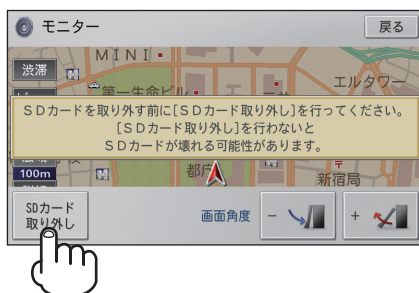 モニター
戻る
MINI
渋滞
エルタワー
第一生命ビル
SDカードを取り外す前に[SDカード取り外し]を行ってください。
[SDカード取り外し]を行わないと
SDカードが壊れる可能性があります。
100m
都庁
新宿局
SDカード
取り外し
画面角度
-
+